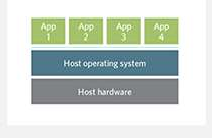 App App App App
1 2 3 4
Host operating system
Host hardware